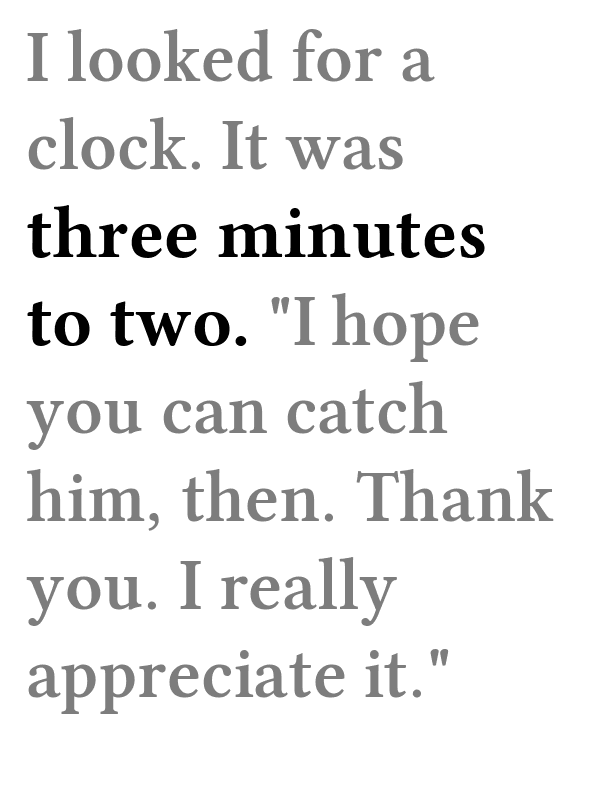 I looked for a
clock. It was
three minutes
to two. "I hope
you can catch
him, then. Thank
you. I really
appreciate it."